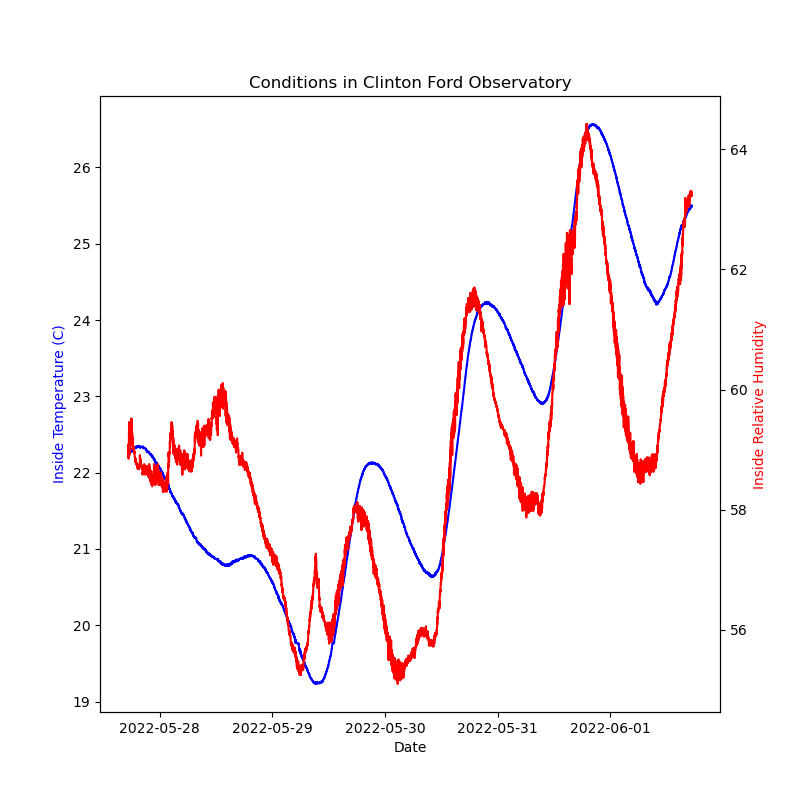 Conditions in Clinton Ford Observatory
Inside Temperature (C)
26
25
24
23
22
21
20
19
64
62
60
58
56
Inside Relative Humidity
2022-05-28 2022-05-29 2022-05-30 2022-05-31 2022-06-01
Date